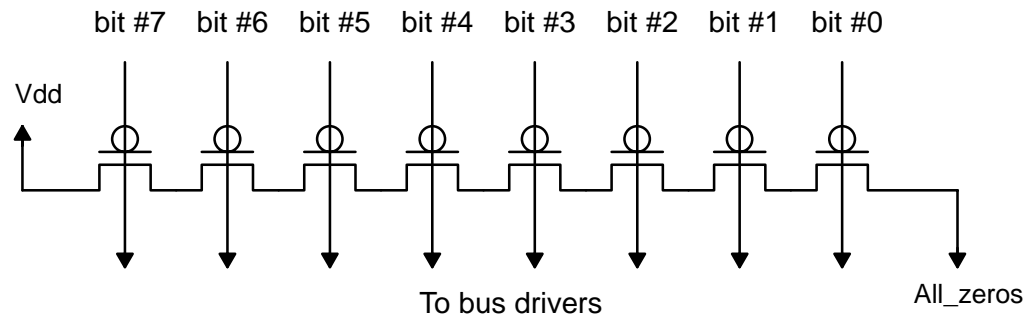 bit #7 bit #6 bit #5 bit #4 bit #3 bit #2 bit #1 bit #0
Vdd
To bus drivers
All_zeros